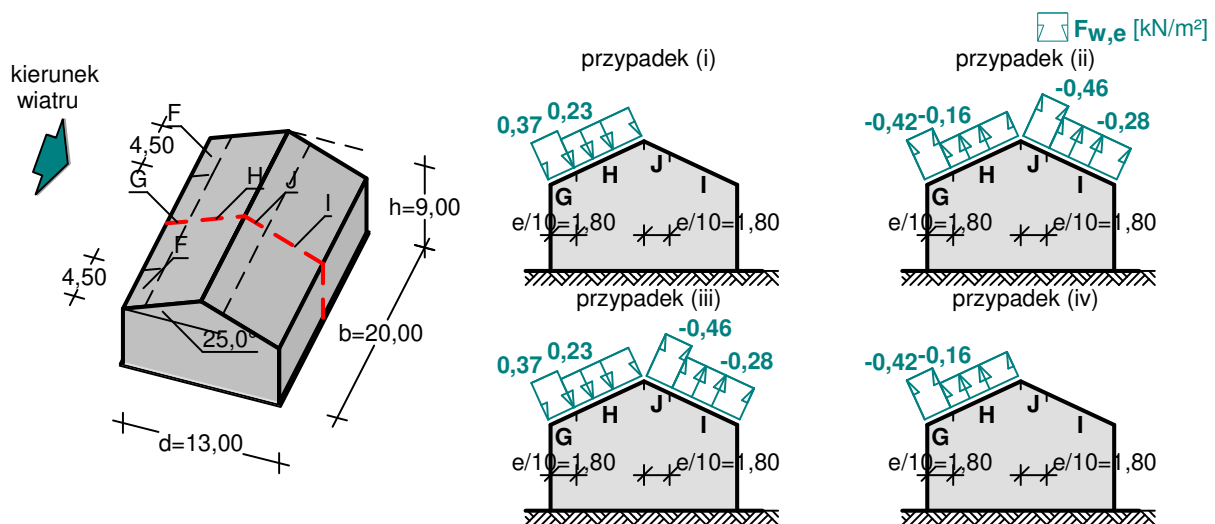 Fw,e [kN/m²]
kierunek
wiatru
F
4,50
G
H
J
I
F
4,50
25,0°
h=9,00
b=20,00
d=13,00
przypadek (i)
0,37 0,23
G H J I
e/10=1,80 e/10=1,80
przypadek (ii)
-0,42 -0,16 -0,46 -0,28
G H J I
e/10=1,80 e/10=1,80
przypadek (iii)
0,37 0,23 -0,46 -0,28
G H J I
e/10=1,80 e/10=1,80
przypadek (iv)
-0,42 -0,16
G H J I
e/10=1,80 e/10=1,80